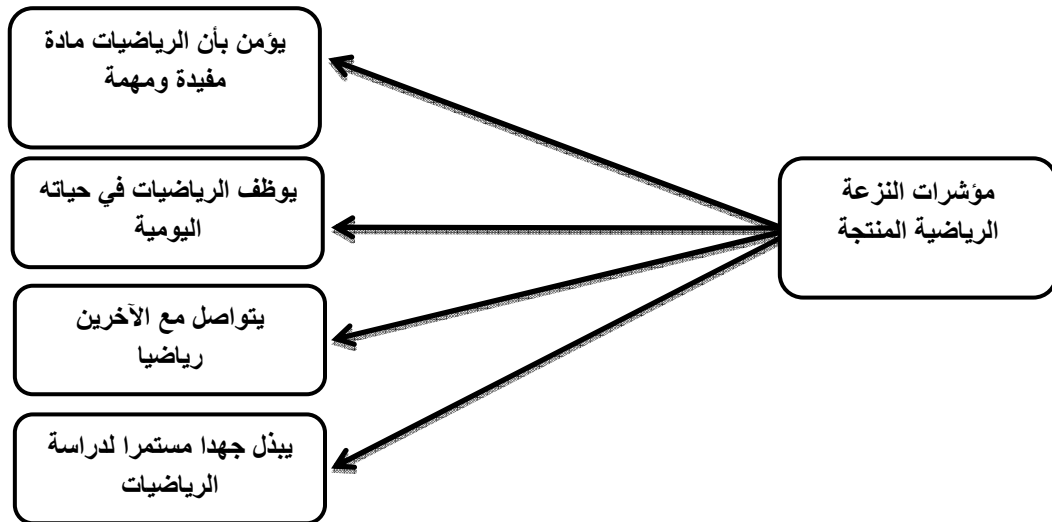 مؤشرات النزعة
الرياضية المنتجة
يؤمن بأن الرياضيات مادة
مفيدة ومهمة
يوظف الرياضيات في حياته
اليومية
يتواصل مع الآخرين
رياضيا
يبذل جهدا مستمرا لدراسة
الرياضيات